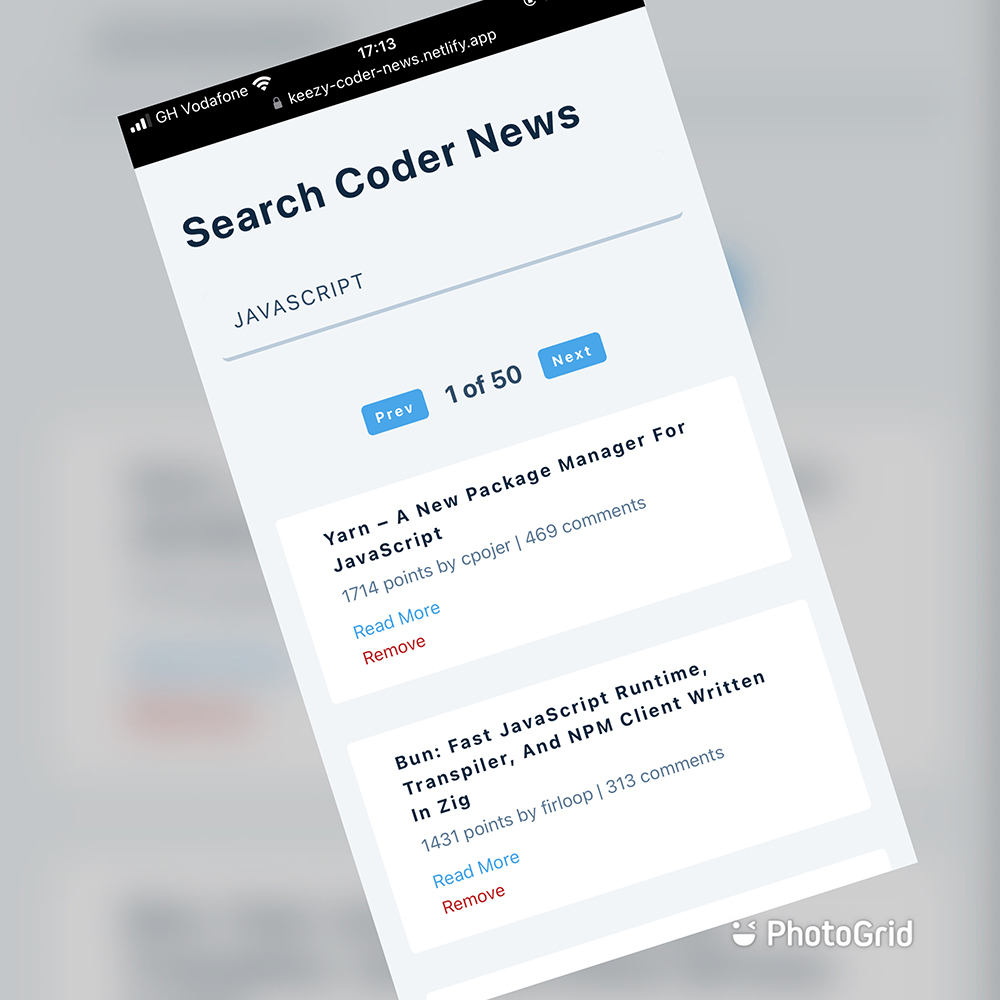 17:13
GH Vodafone
keezy-coder-news.netlify.app
Search Coder News
JAVASCRIPT
Prev 1 of 50 Next
Yarn – A New Package Manager For
JavaScript
1714 points by cpojer | 469 comments
Read More
Remove
Bun: Fast JavaScript Runtime,
Transpiler, And NPM Client Written
In Zig
1431 points by firloop | 313 comments
Read More
Remove
PhotoGrid